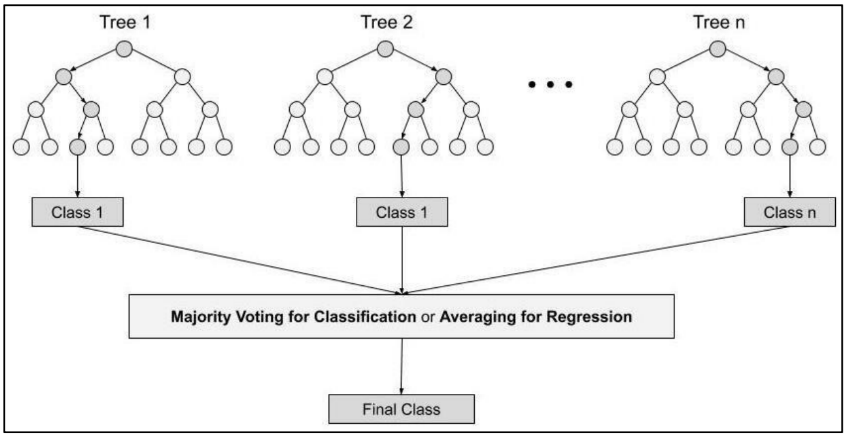 Tree 1
Tree 2
Tree n
Class 1
Class 1
Class n
Majority Voting for Classification or Averaging for Regression
Final Class